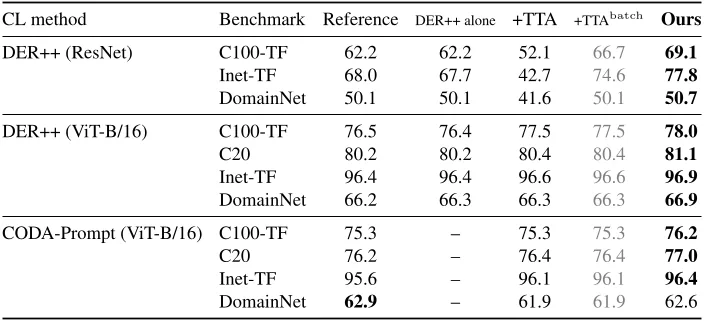 CL method Benchmark Reference DER++ alone +TTA +TTAbatch Ours
DER++ (ResNet) C100-TF 62.2 62.2 52.1 66.7 69.1
Inet-TF 68.0 67.7 42.7 74.6 77.8
DomainNet 50.1 50.1 41.6 50.1 50.7
DER++ (ViT-B/16) C100-TF 76.5 76.4 77.5 77.5 78.0
C20 80.2 80.2 80.4 80.4 81.1
Inet-TF 96.4 96.4 96.6 96.6 96.9
DomainNet 66.2 66.3 66.3 66.3 66.9
CODA-Prompt (ViT-B/16) C100-TF 75.3 – 75.3 75.3 76.2
C20 76.2 – 76.4 76.4 77.0
Inet-TF 95.6 – 96.1 96.1 96.4
DomainNet 62.9 – 61.9 61.9 62.6